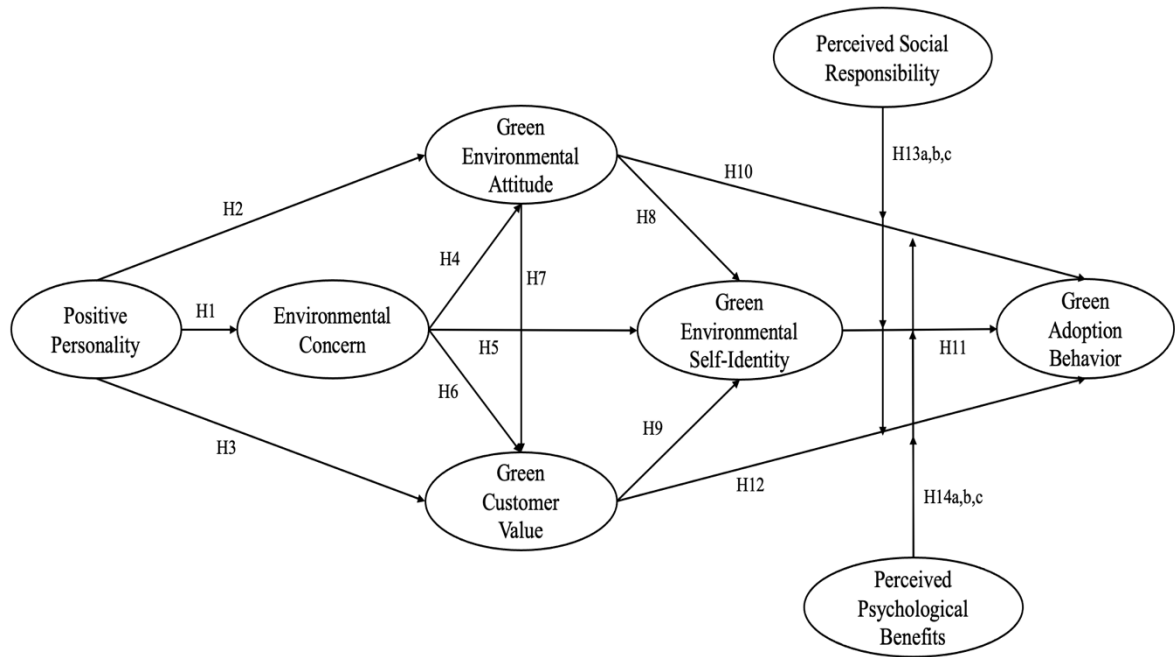 Perceived Social
Responsibility
H13a,b,c
Green
Environmental
Attitude
H10
H2
H8
H4
H7
Positive
Personality
H1
Environmental
Concern
H5
Green
Environmental
Self-Identity
H11
Green
Adoption
Behavior
H6
H9
H3
Green
Customer
Value
H12
H14a,b,c
Perceived
Psychological
Benefits